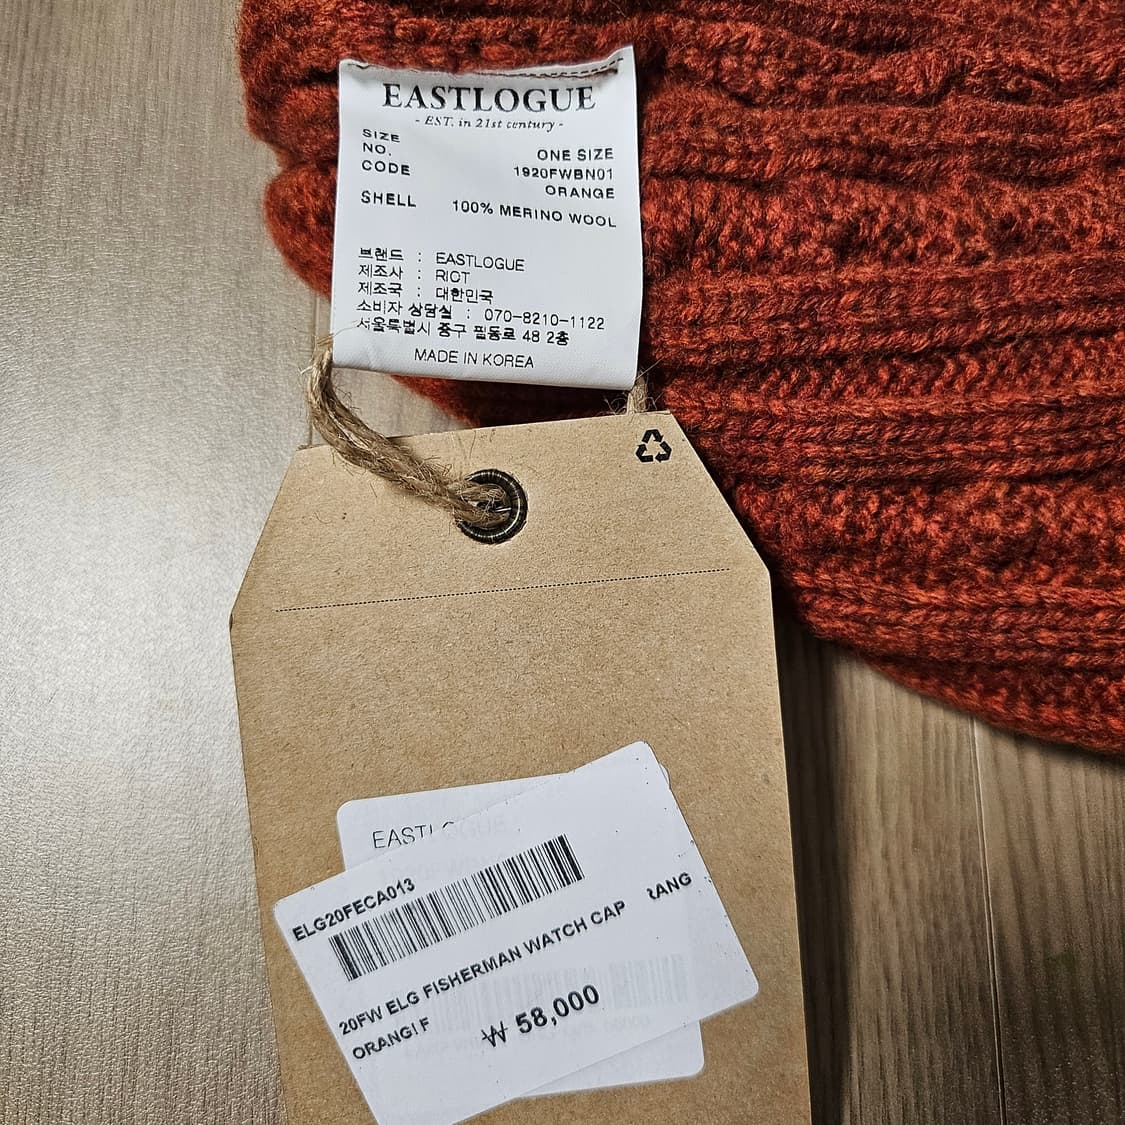 EASTLOGUE
- EST. in 21st century -
SIZE ONE SIZE
NO. 1920FWBN01
CODE ORANGE
SHELL 100% MERINO WOOL
브랜드 : EASTLOGUE
제조사 : RIOT
제조국 : 대한민국
소비자 상담실 : 070-8210-1122
서울특별시 중구 필동로 48 2층
MADE IN KOREA
EASTLOGUE
ELG20FECA013
20FW ELG FISHERMAN WATCH CAP
ORANG F
₩ 58,000